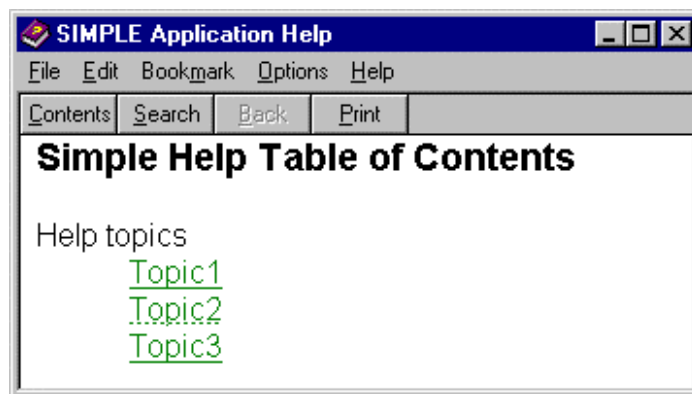 SIMPLE Application Help
File Edit Bookmark Options Help
Contents Search Back Print
Simple Help Table of Contents
Help topics
Topic1
Topic2
Topic3